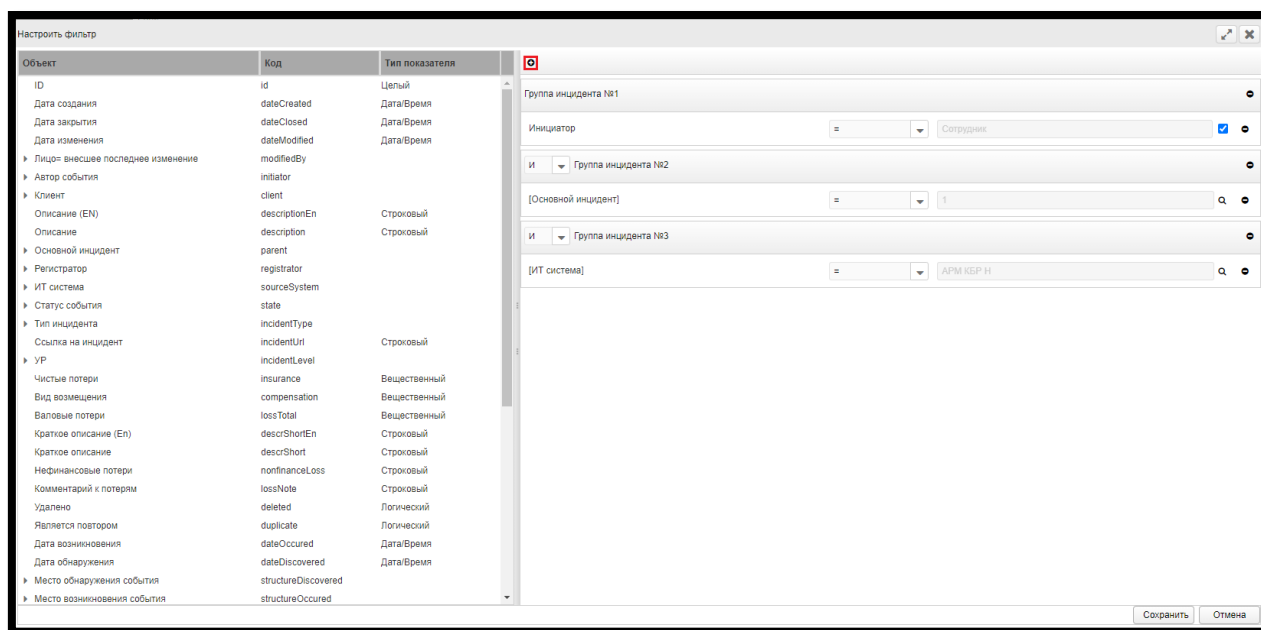 Настроить фильтр
Объект Код Тип показателя
ID id Целый
Дата создания dateCreated Дата/Время
Дата закрытия dateClosed Дата/Время
Дата изменения dateModified Дата/Время
Лицо= внесшее последнее изменение modifiedBy
Автор события initiator
Клиент client
Описание (EN) descriptionEn Строковый
Описание description Строковый
Основной инцидент parent
Регистратор registrator
ИТ система sourceSystem
Статус события state
Тип инцидента incidentType
Ссылка на инцидент incidentUrl Строковый
УР incidentLevel
Чистые потери insurance Вещественный
Вид возмещения compensation Вещественный
Валовые потери lossTotal Вещественный
Краткое описание (En) descrShortEn Строковый
Краткое описание descrShort Строковый
Нефинансовые потери nonfinanceLoss Строковый
Комментарий к потерям lossNote Строковый
Удалено deleted Логический
Является повтором duplicate Логический
Дата возникновения dateOccured Дата/Время
Дата обнаружения dateDiscovered Дата/Время
Место обнаружения события structureDiscovered
Место возникновения события structureOccured
Группа инцидента №1
Инициатор = Сотрудник
И Группа инцидента №2
[Основной инцидент] = 1
И Группа инцидента №3
[ИТ система] = АРМ КБР Н
Сохранить Отмена